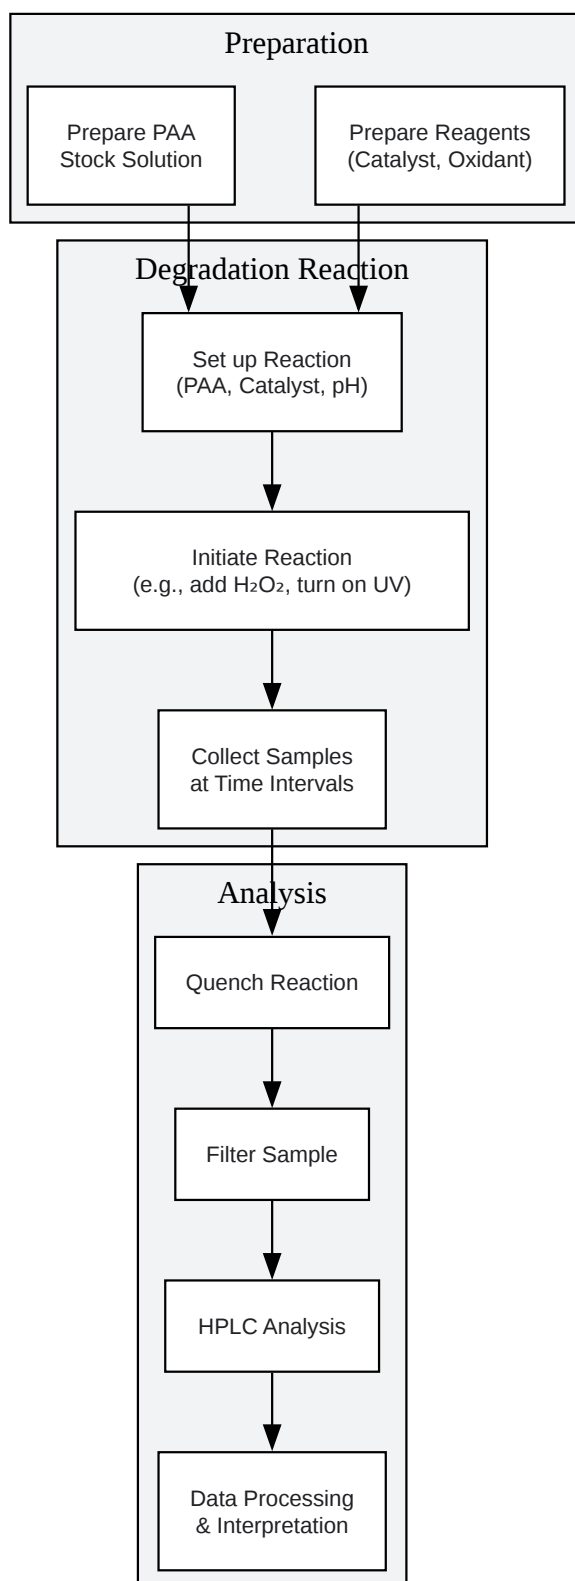 Preparation
Prepare PAA
Stock Solution
Prepare Reagents
(Catalyst, Oxidant)
Degradation Reaction
Set up Reaction
(PAA, Catalyst, pH)
Initiate Reaction
(e.g., add H₂O₂, turn on UV)
Collect Samples
at Time Intervals
Analysis
Quench Reaction
Filter Sample
HPLC Analysis
Data Processing
& Interpretation